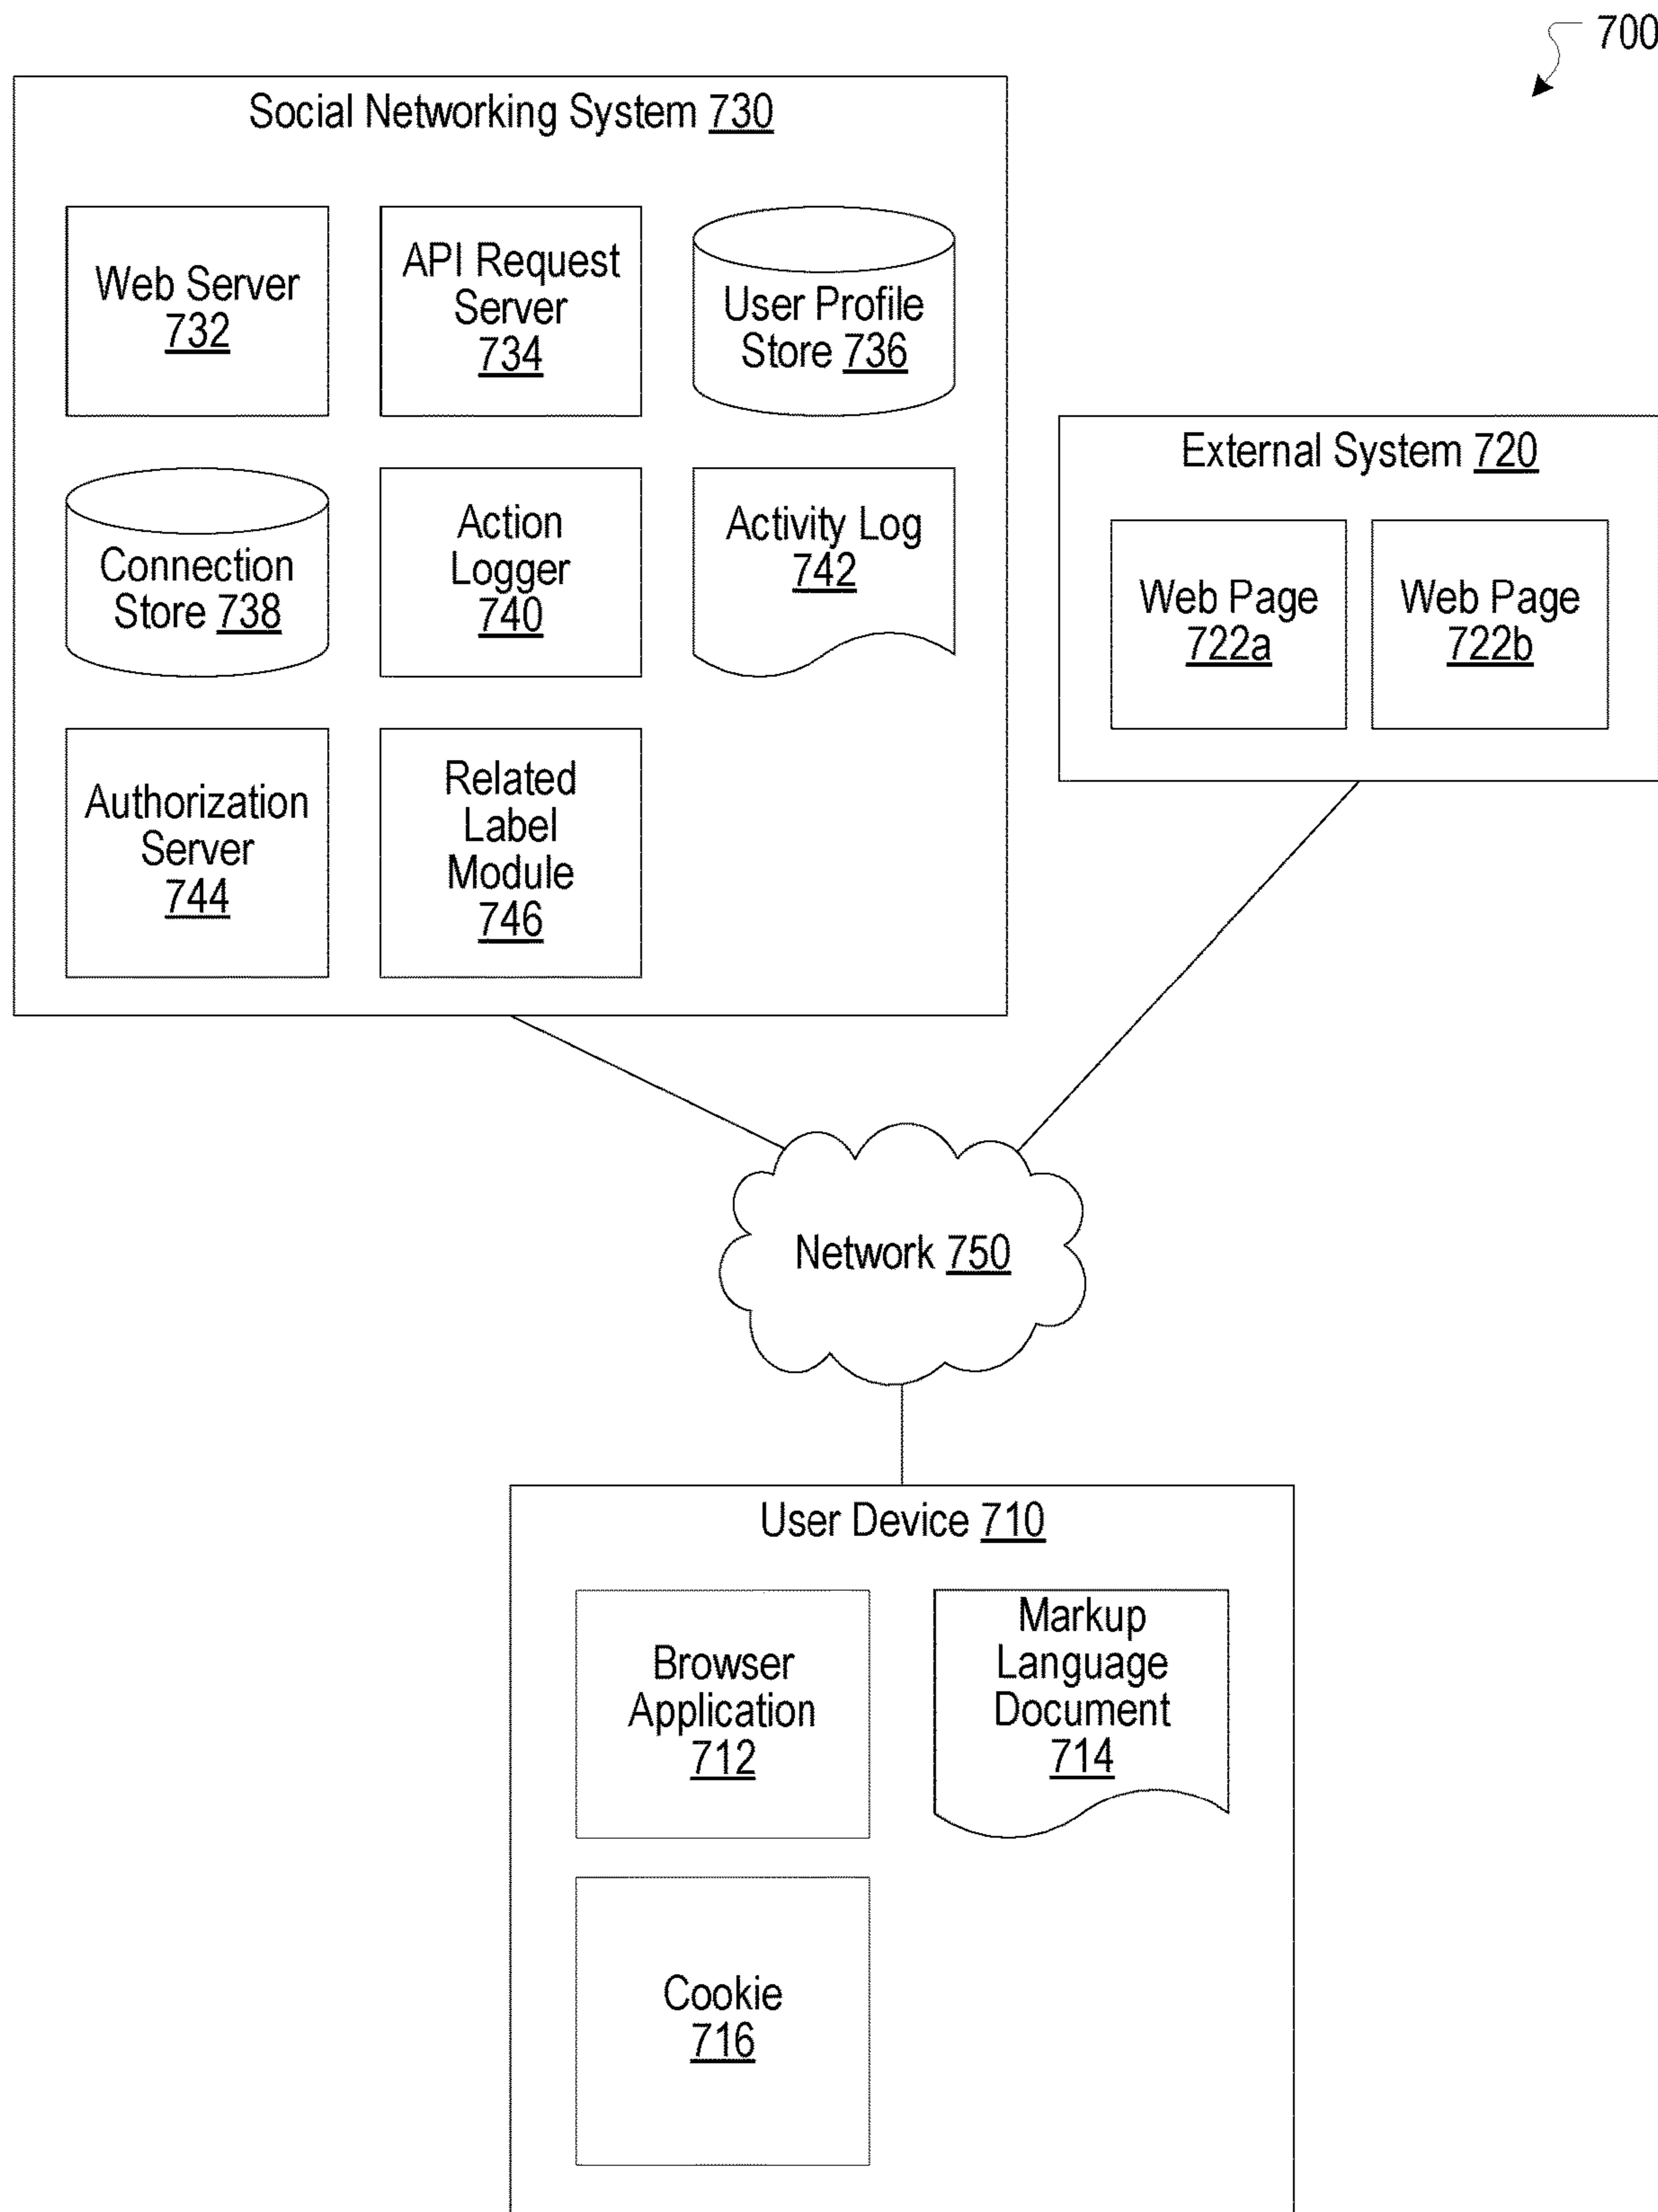 700
Social Networking System 730
Web Server
732
API Request
Server
734
User Profile
Store 736
Connection
Store 738
Action
Logger
740
Activity Log
742
Authorization
Server
744
Related
Label
Module
746
External System 720
Web Page
722a
Web Page
722b
Network 750
User Device 710
Browser
Application
712
Markup
Language
Document
714
Cookie
716